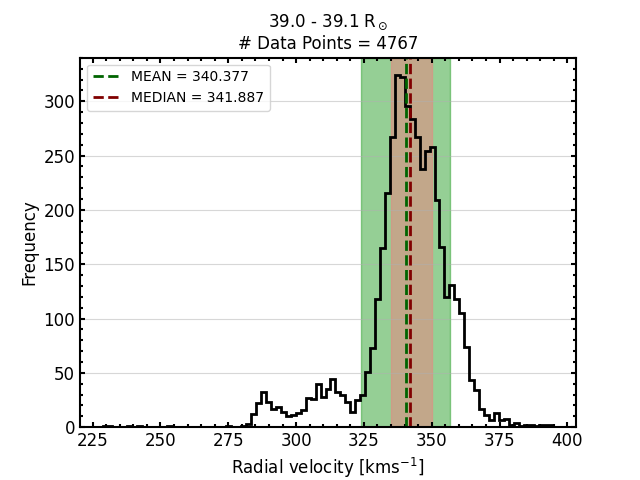 39.0 - 39.1 R⊙
# Data Points = 4767
MEAN = 340.377
MEDIAN = 341.887
Frequency
300
250
200
150
100
50
0
225 250 275 300 325 350 375 400
Radial velocity [kms⁻¹]